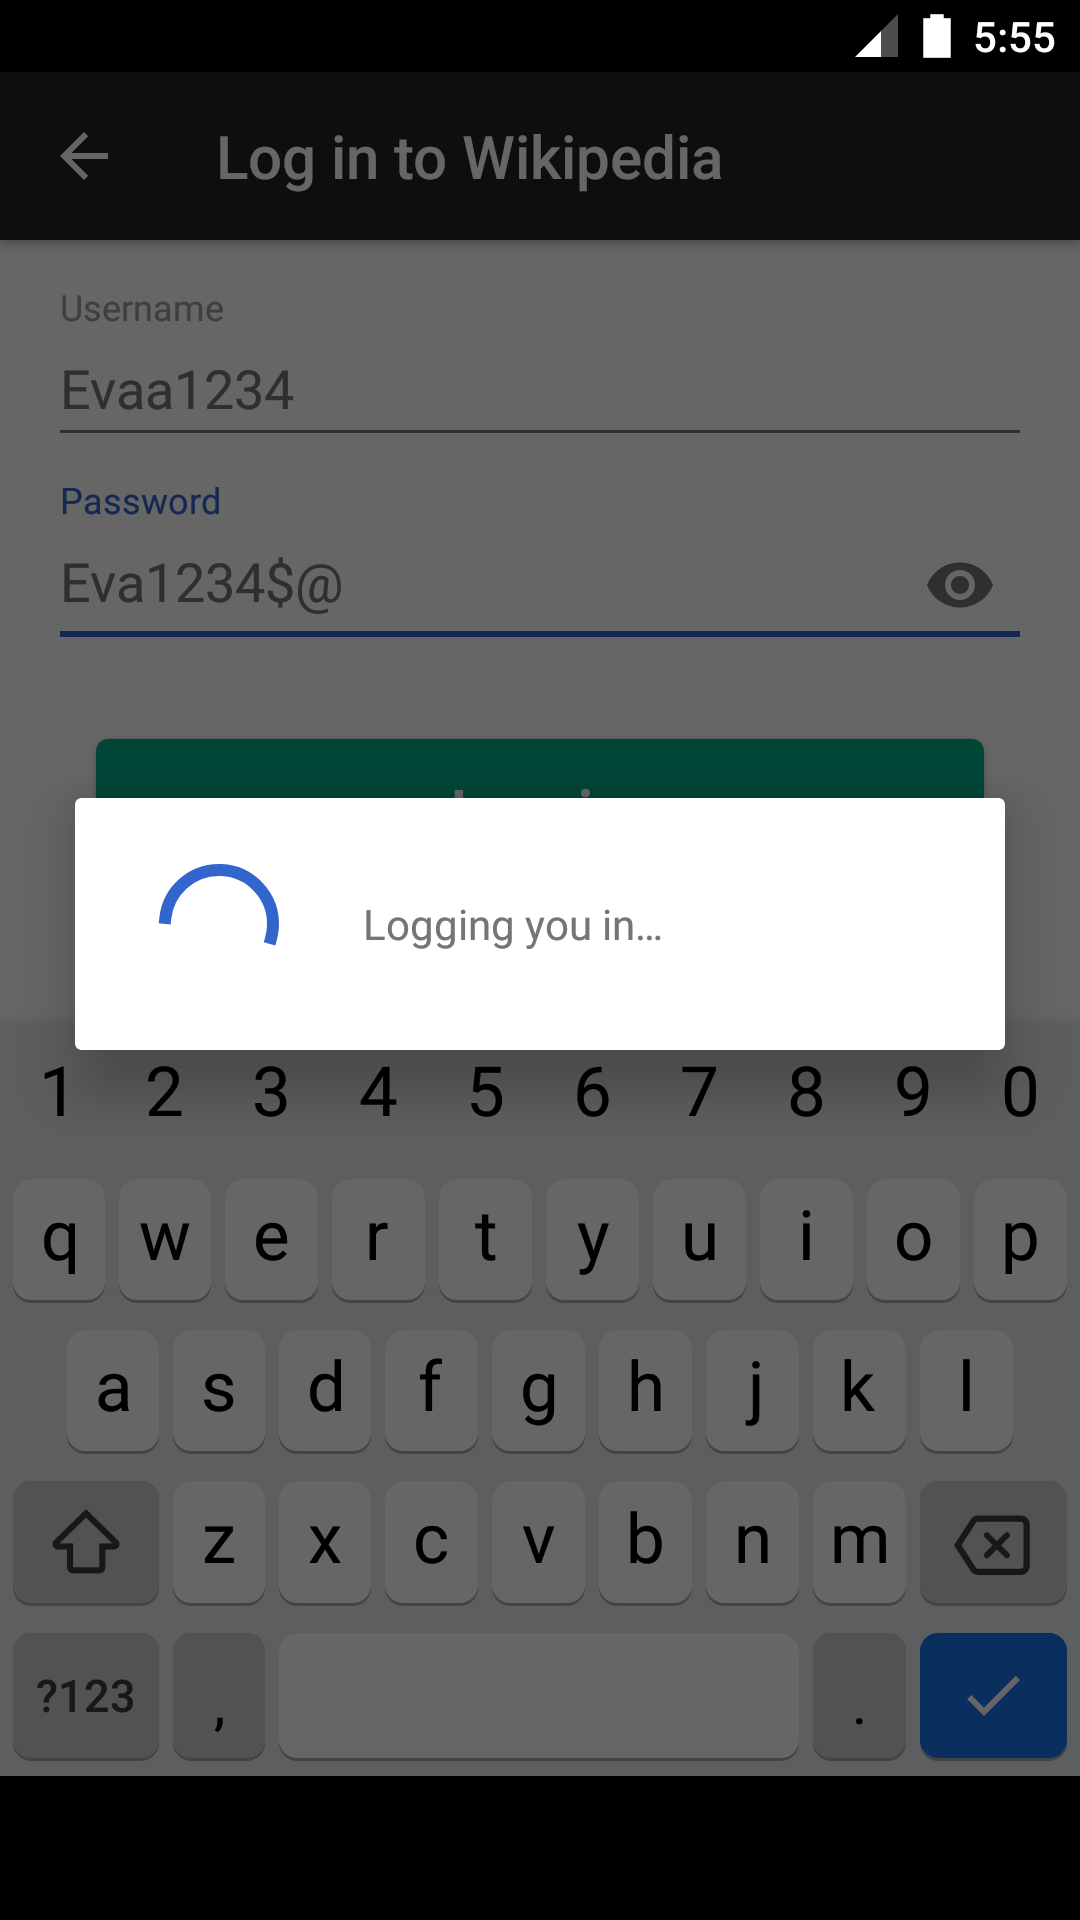 5:55
Log in to Wikipedia
Username
Evaa1234
Password
Eva1234$@
Logging you in…
1 2 3 4 5 6 7 8 9 0
q w e r t y u i o p
a s d f g h j k l
z x c v b n m
?123 , .